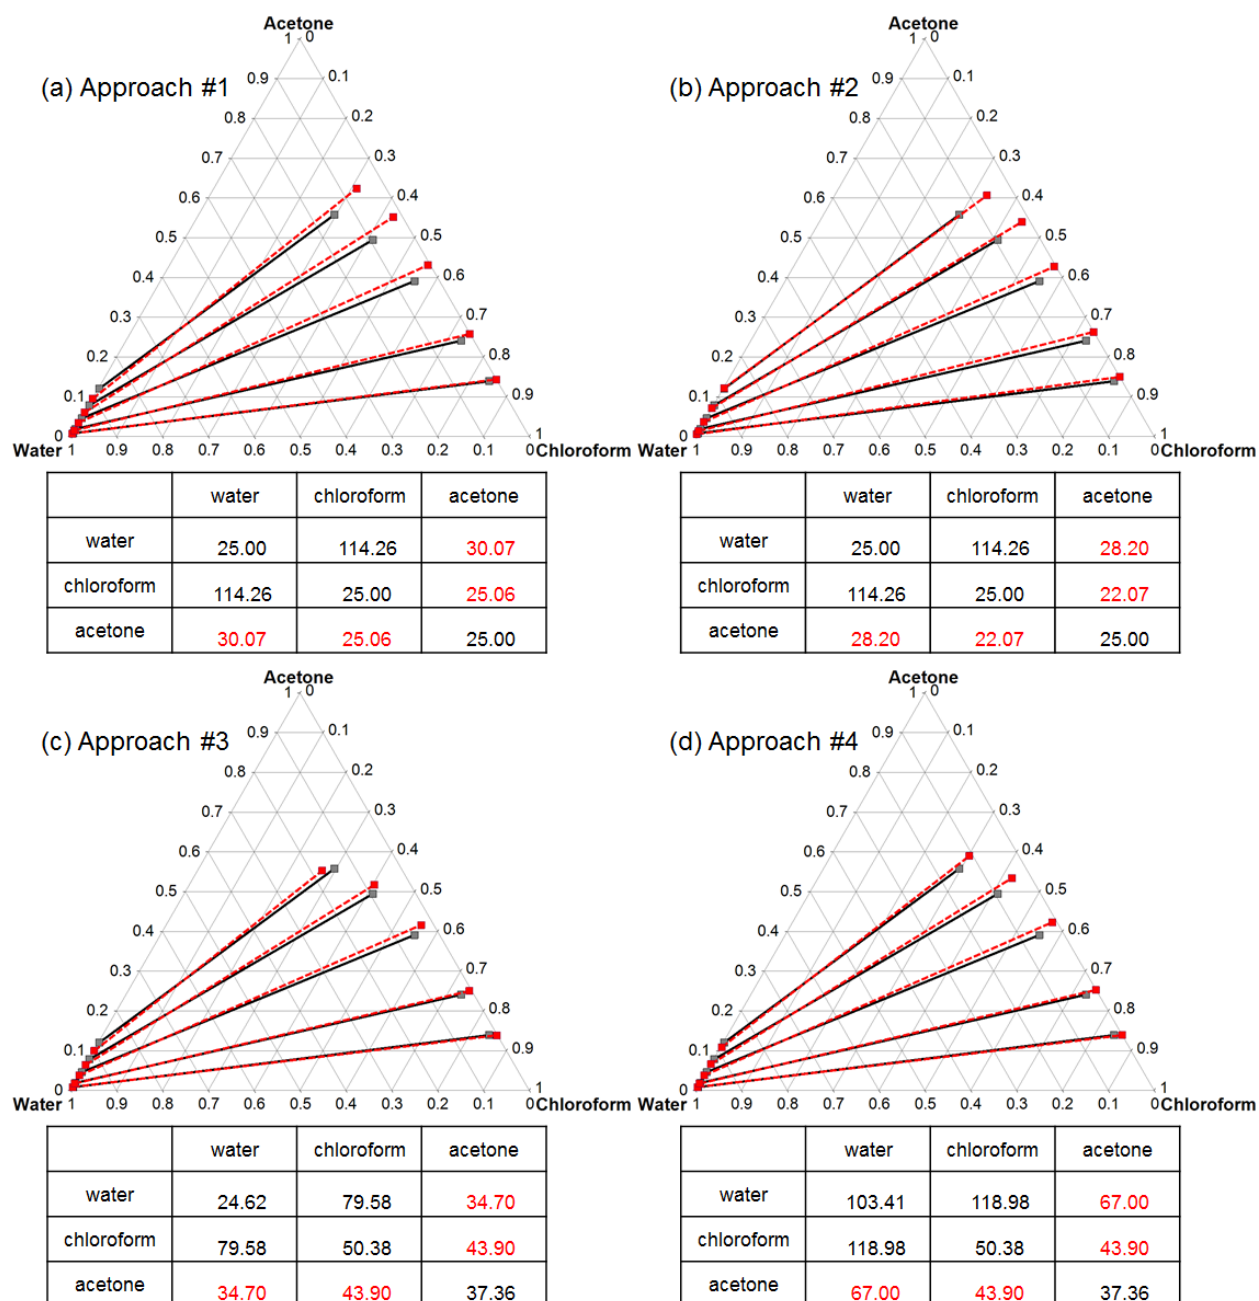 Acetone
1 0
(a) Approach #1
0.9 0.1
0.8 0.2
0.7 0.3
0.6 0.4
0.5 0.5
0.4 0.6
0.3 0.7
0.2 0.8
0.1 0.9
0 1
Water 1 0.9 0.8 0.7 0.6 0.5 0.4 0.3 0.2 0.1 0 Chloroform
water chloroform acetone
water 25.00 114.26 30.07
chloroform 114.26 25.00 25.06
acetone 30.07 25.06 25.00
Acetone
1 0
(b) Approach #2
0.9 0.1
0.8 0.2
0.7 0.3
0.6 0.4
0.5 0.5
0.4 0.6
0.3 0.7
0.2 0.8
0.1 0.9
0 1
Water 1 0.9 0.8 0.7 0.6 0.5 0.4 0.3 0.2 0.1 0 Chloroform
water chloroform acetone
water 25.00 114.26 28.20
chloroform 114.26 25.00 22.07
acetone 28.20 22.07 25.00
Acetone
1 0
(c) Approach #3
0.9 0.1
0.8 0.2
0.7 0.3
0.6 0.4
0.5 0.5
0.4 0.6
0.3 0.7
0.2 0.8
0.1 0.9
0 1
Water 1 0.9 0.8 0.7 0.6 0.5 0.4 0.3 0.2 0.1 0 Chloroform
water chloroform acetone
water 24.62 79.58 34.70
chloroform 79.58 50.38 43.90
acetone 34.70 43.90 37.36
Acetone
1 0
(d) Approach #4
0.9 0.1
0.8 0.2
0.7 0.3
0.6 0.4
0.5 0.5
0.4 0.6
0.3 0.7
0.2 0.8
0.1 0.9
0 1
Water 1 0.9 0.8 0.7 0.6 0.5 0.4 0.3 0.2 0.1 0 Chloroform
water chloroform acetone
water 103.41 118.98 67.00
chloroform 118.98 50.38 43.90
acetone 67.00 43.90 37.36